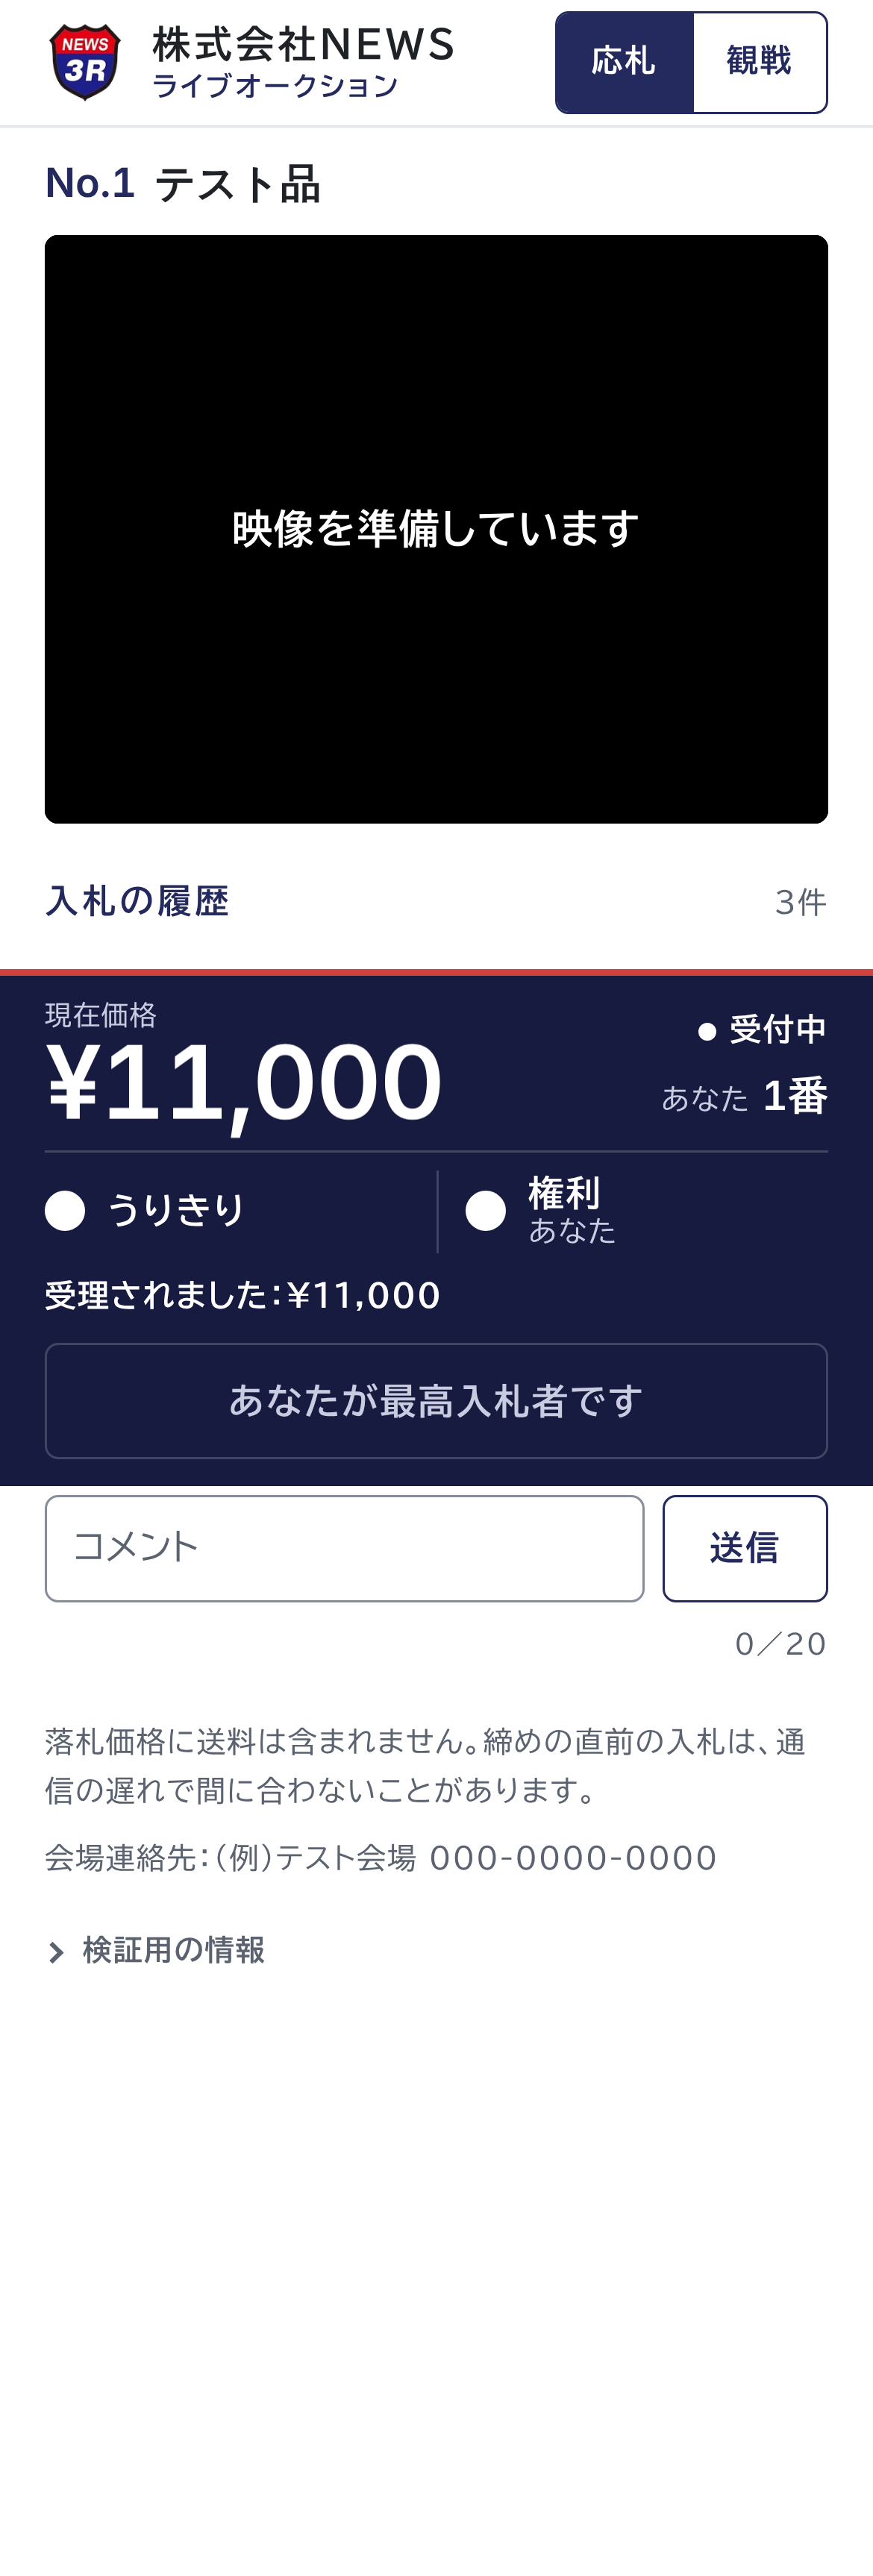 NEWS
3R
株式会社NEWS
ライブオークション
応札
観戦
No.1 テスト品
映像を準備しています
入札の履歴
3件
現在価格
¥11,000
受付中
あなた 1番
うりきり
権利
あなた
受理されました：¥11,000
あなたが最高入札者です
コメント
送信
0／20
落札価格に送料は含まれません。締めの直前の入札は、通
信の遅れで間に合わないことがあります。
会場連絡先：（例）テスト会場 000-0000-0000
検証用の情報